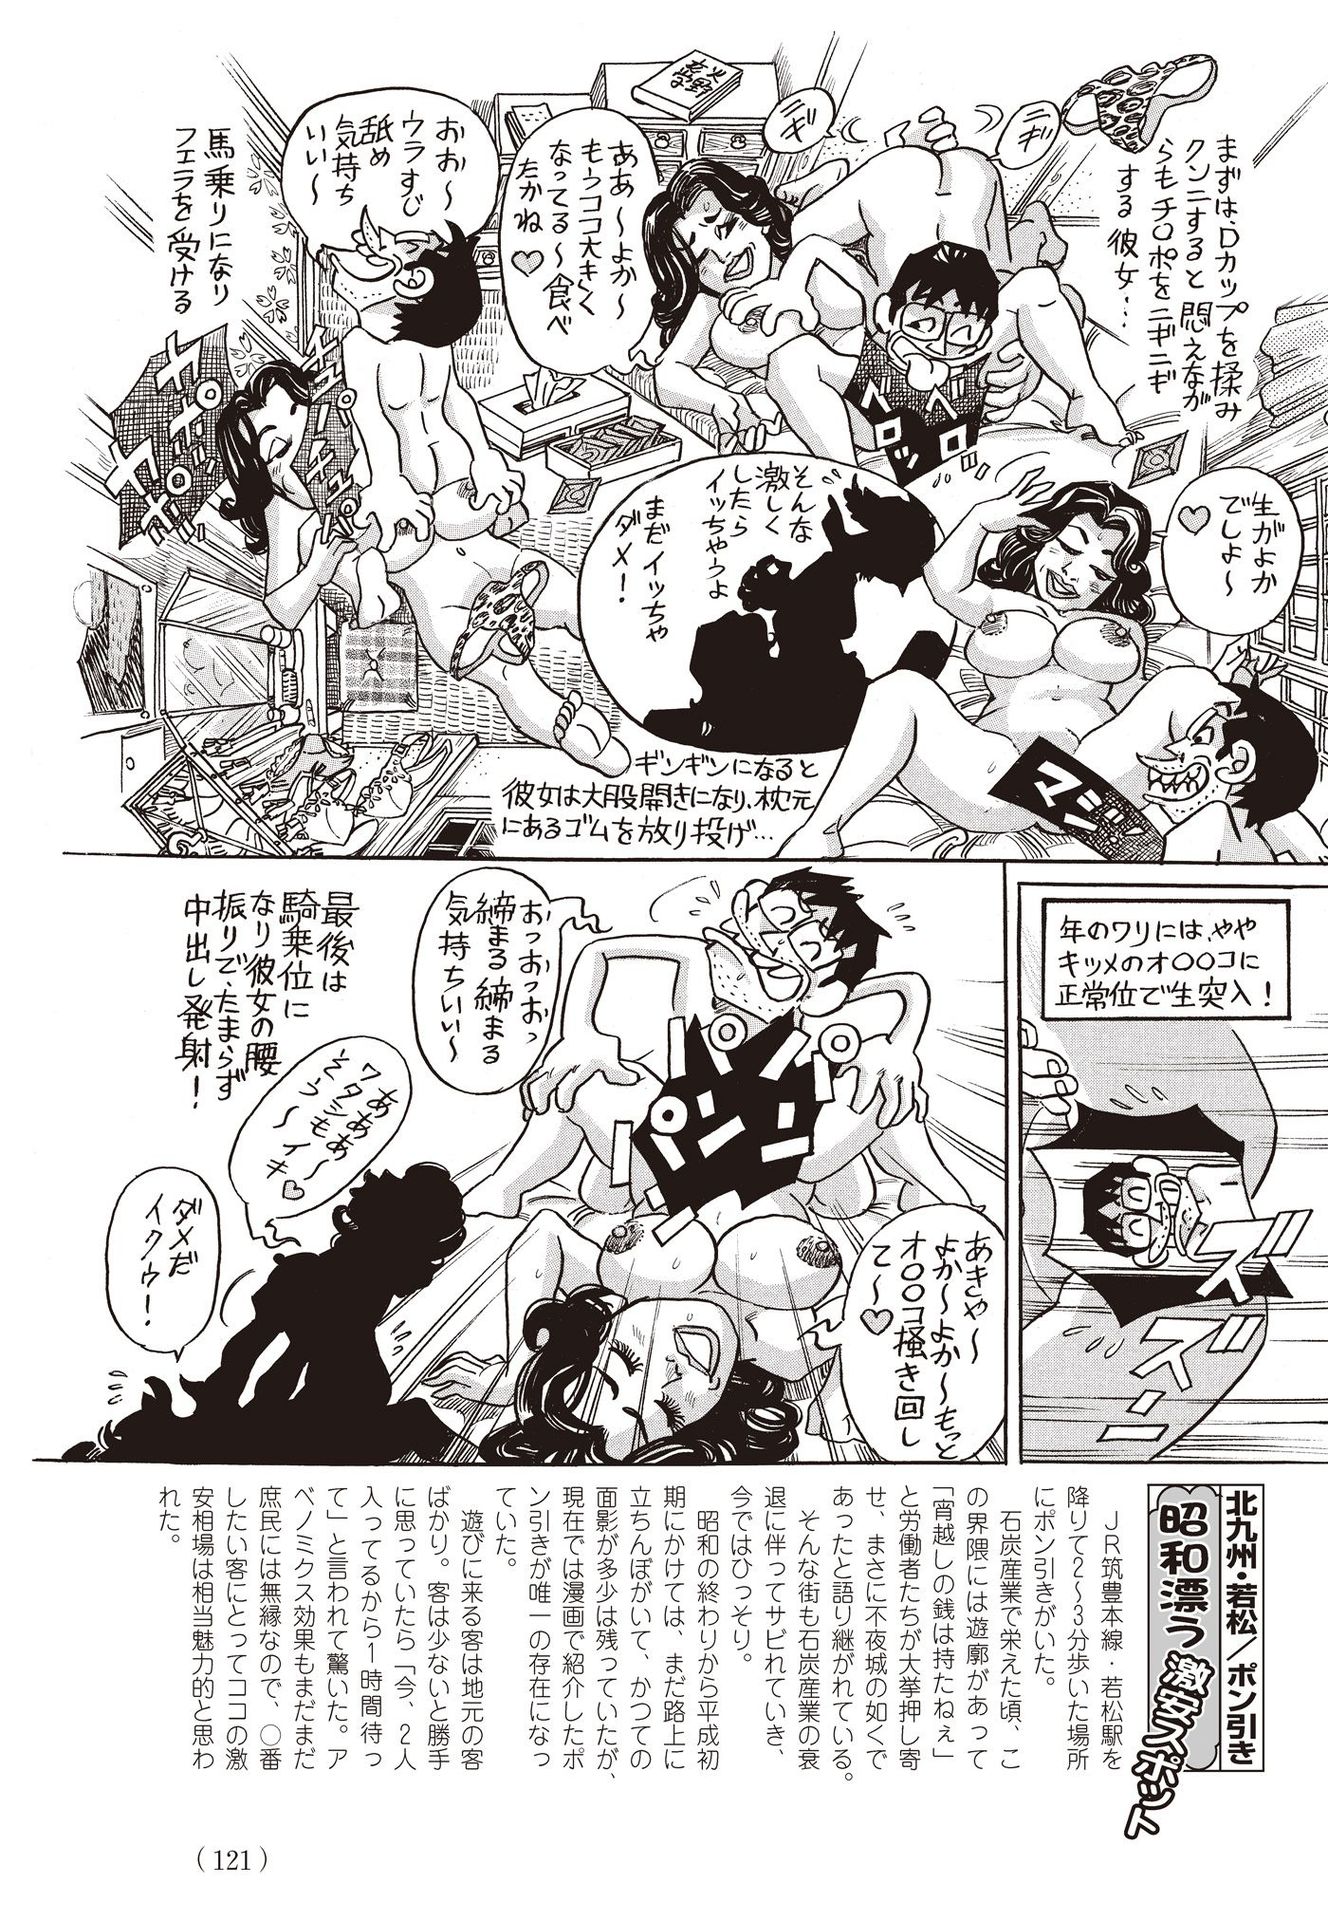 まずは、Dカップを揉み
クンニすると悶えなが
らもチ〇ポをニギニギ
する彼女…
ニギ
ニギ
火野
ああ〜よか〜
もうココ大きく
なってる〜食べ
たかね♡
ペロッ
ペロッ
おお〜
ウラすじ
舐め
気持ち
いい〜
馬乗りになり
フェラを受ける
そんな
激しく
したら
イッちゃうよ
まだイッちゃ
ダメ！
生がよか
でしょ〜
♡
マジ
ギンギンになると
彼女は大股開きになり、枕元
にあるゴムを放り投げ…
年のワリには、やや
キツメのオ〇〇コに
正常位で生突入！
ズズーン
おっおっおっ
締まる締まる
気持ちいい〜
パンパン
あきゃ〜
よか〜よか〜もっと
オ〇〇コ掻き回し
て〜♡
最後は
騎乗位に
なり彼女の腰
振りで、たまらず
中出し発射！
ああぁ〜
ワタシも
そう〜イキ♡
ダメだ
イクゥ！
北九州・若松／ポン引き
昭和漂う激安スポット
ＪＲ筑豊本線・若松駅を
降りて２〜３分歩いた場所
にポン引きがいた。
石炭産業で栄えた頃、こ
の界隈には遊廓があって
「宵越しの銭は持たねぇ」
と労働者たちが大挙押し寄
せ、まさに不夜城の如くで
あったと語り継がれている。
そんな街も石炭産業の衰
退に伴ってサビれていき、
今ではひっそり。
昭和の終わりから平成初
期にかけては、まだ路上に
立ちんぼがいて、かつての
面影が多少は残っていたが、
現在では漫画で紹介したポ
ン引きが唯一の存在になっ
ていた。
遊びに来る客は地元の客
ばかり。客は少ないと勝手
に思っていたら「今、２人
入ってるから１時間待っ
て」と言われて驚いた。ア
ベノミクス効果もまだまだ
庶民には無縁なので、〇番
したい客にとってココの激
安相場は相当魅力的と思わ
れた。
（121）